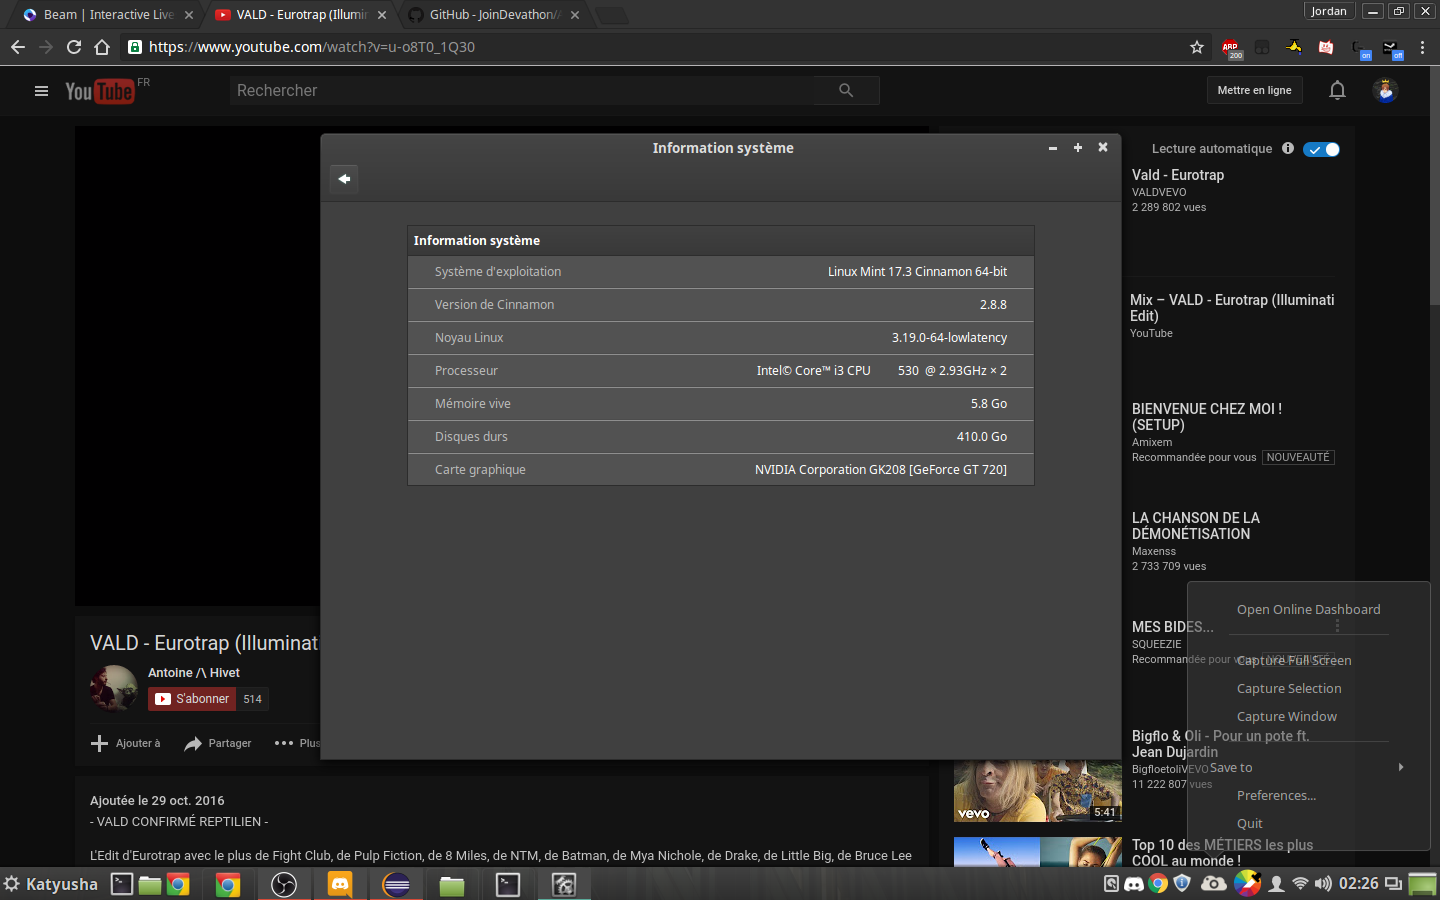 Beam | Interactive Live
VALD - Eurotrap (Illumin
GitHub - JoinDevathon/
Jordan
https://www.youtube.com/watch?v=u-o8T0_1Q30
ABP
200
on
off
YouTube FR
Rechercher
Mettre en ligne
Information système
Information système
Système d'exploitation Linux Mint 17.3 Cinnamon 64-bit
Version de Cinnamon 2.8.8
Noyau Linux 3.19.0-64-lowlatency
Processeur Intel© Core™ i3 CPU 530 @ 2.93GHz × 2
Mémoire vive 5.8 Go
Disques durs 410.0 Go
Carte graphique NVIDIA Corporation GK208 [GeForce GT 720]
Lecture automatique
Vald - Eurotrap
VALDVEVO
2 289 802 vues
Mix – VALD - Eurotrap (Illuminati
Edit)
YouTube
BIENVENUE CHEZ MOI !
(SETUP)
Amixem
Recommandée pour vous NOUVEAUTÉ
LA CHANSON DE LA
DÉMONÉTISATION
Maxenss
2 733 709 vues
MES BIDES...
SQUEEZIE
Recommandée pour vous NOUVEAUTÉ
Bigflo & Oli - Pour un pote ft.
Jean Dujardin
BigfloetoliVEVO
11 222 807 vues
vevo
5:41
Top 10 des MÉTIERS les plus
COOL au monde !
Open Online Dashboard
Capture Full Screen
Capture Selection
Capture Window
Save to
Preferences...
Quit
VALD - Eurotrap (Illuminat
Antoine /\ Hivet
S'abonner 514
Ajouter à Partager Plus
Ajoutée le 29 oct. 2016
- VALD CONFIRMÉ REPTILIEN -
L'Edit d'Eurotrap avec le plus de Fight Club, de Pulp Fiction, de 8 Miles, de NTM, de Batman, de Mya Nichole, de Drake, de Little Big, de Bruce Lee
Katyusha
02:26